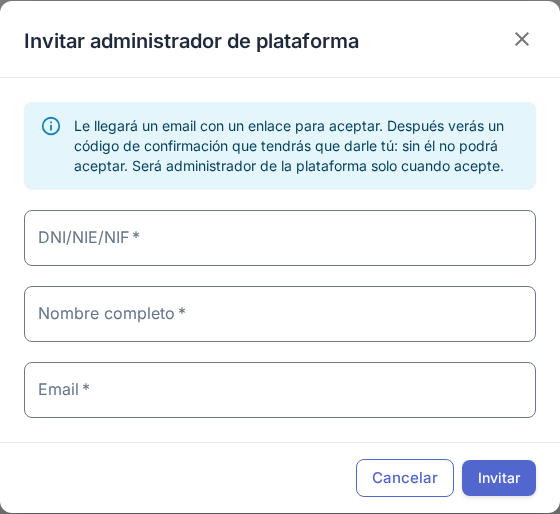 Invitar administrador de plataforma
Le llegará un email con un enlace para aceptar. Después verás un
código de confirmación que tendrás que darle tú: sin él no podrá
aceptar. Será administrador de la plataforma solo cuando acepte.
DNI/NIE/NIF *
Nombre completo *
Email *
Cancelar
Invitar